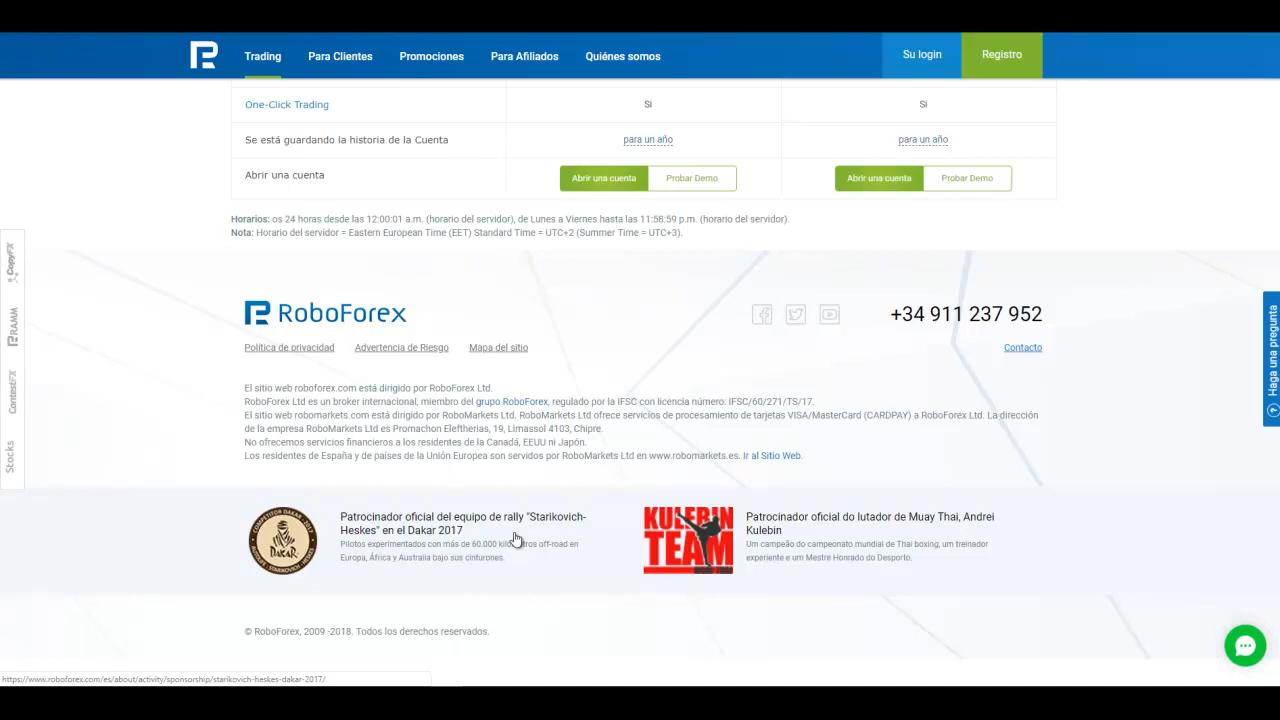 Trading Para Clientes Promociones Para Afiliados Quiénes somos Su login Registro
One-Click Trading Si Si
Se está guardando la historia de la Cuenta para un año para un año
Abrir una cuenta Abrir una cuenta Probar Demo Abrir una cuenta Probar Demo
Horarios: os 24 horas desde las 12:00:01 a.m. (horario del servidor), de Lunes a Viernes hasta las 11:58:59 p.m. (horario del servidor).
Nota: Horario del servidor = Eastern European Time (EET) Standard Time = UTC+2 (Summer Time = UTC+3).
CopyFX
RAMM
ContestFX
Stocks
Haga una pregunta
?
RoboForex
+34 911 237 952
Política de privacidad Advertencia de Riesgo Mapa del sitio Contacto
El sitio web roboforex.com está dirigido por RoboForex Ltd.
RoboForex Ltd es un broker internacional, miembro del grupo RoboForex, regulado por la IFSC con licencia número: IFSC/60/271/TS/17.
El sitio web robomarkets.com está dirigido por RoboMarkets Ltd. RoboMarkets Ltd ofrece servicios de procesamiento de tarjetas VISA/MasterCard (CARDPAY) a RoboForex Ltd. La dirección
de la empresa RoboMarkets Ltd es Promachon Eleftherias, 19, Limassol 4103, Chipre.
No ofrecemos servicios financieros a los residentes de la Canadá, EEUU ni Japón.
Los residentes de España y de países de la Unión Europea son servidos por RoboMarkets Ltd en www.robomarkets.es. Ir al Sitio Web.
DAKAR
Patrocinador oficial del equipo de rally "Starikovich-
Heskes" en el Dakar 2017
Pilotos experimentados con más de 60.000 kilómetros off-road en
Europa, África y Australia bajo sus cinturones.
KULEBIN
TEAM
Patrocinador oficial do lutador de Muay Thai, Andrei
Kulebin
Um campeão do campeonato mundial de Thai boxing, um treinador
experiente e um Mestre Honrado do Desporto.
© RoboForex, 2009 -2018. Todos los derechos reservados.
https://www.roboforex.com/es/about/activity/sponsorship/starikovich-heskes-dakar-2017/